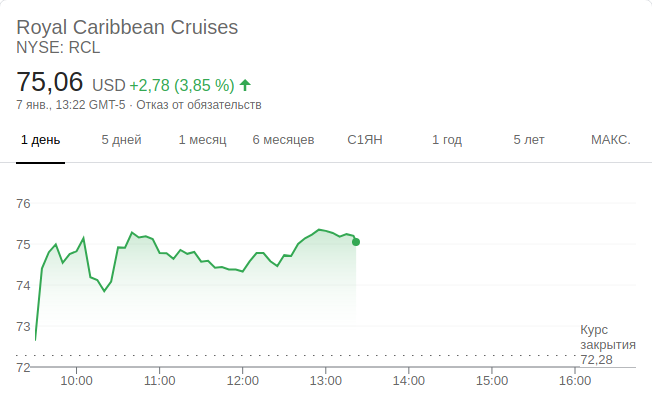 Royal Caribbean Cruises
NYSE: RCL
75,06 USD +2,78 (3,85 %)
7 янв., 13:22 GMT-5 · Отказ от обязательств
1 день 5 дней 1 месяц 6 месяцев С1ЯН 1 год 5 лет МАКС.
76
75
74
73
72
Курс
закрытия
72,28
10:00 11:00 12:00 13:00 14:00 15:00 16:00